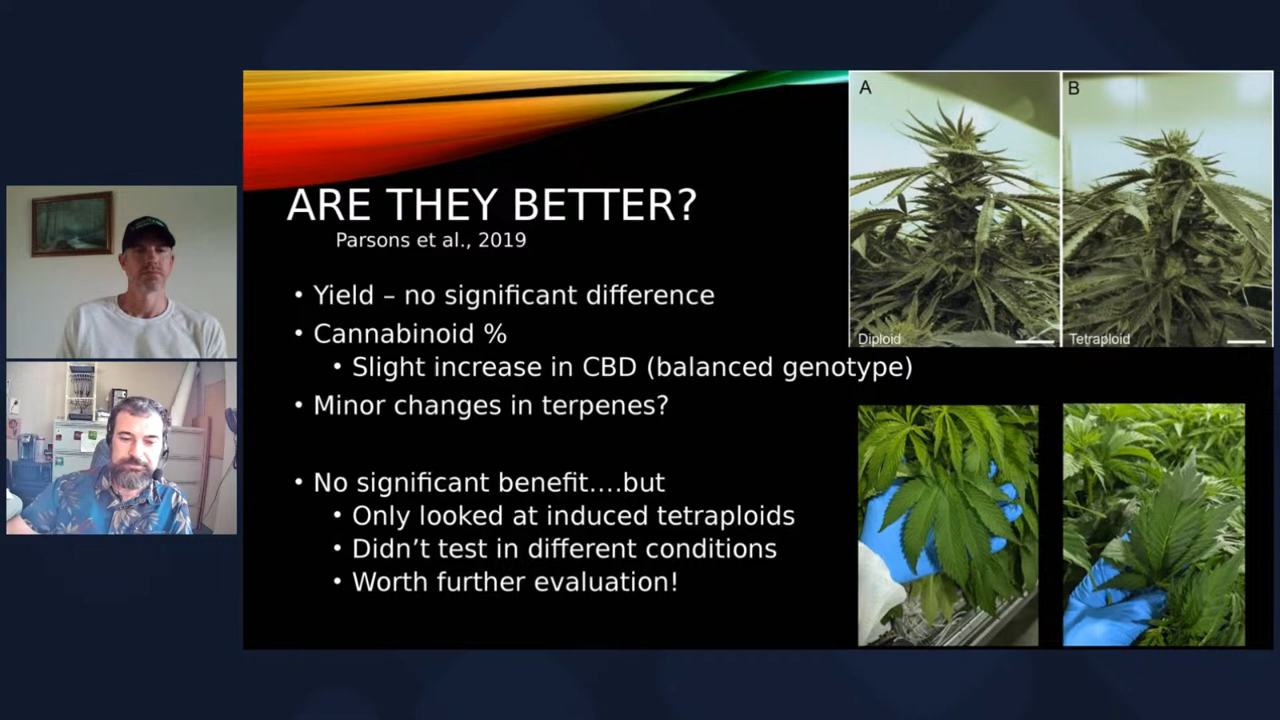 ARE THEY BETTER?
Parsons et al., 2019
• Yield – no significant difference
• Cannabinoid %
• Slight increase in CBD (balanced genotype)
• Minor changes in terpenes?
• No significant benefit....but
• Only looked at induced tetraploids
• Didn’t test in different conditions
• Worth further evaluation!
A
B
Diploid
Tetraploid